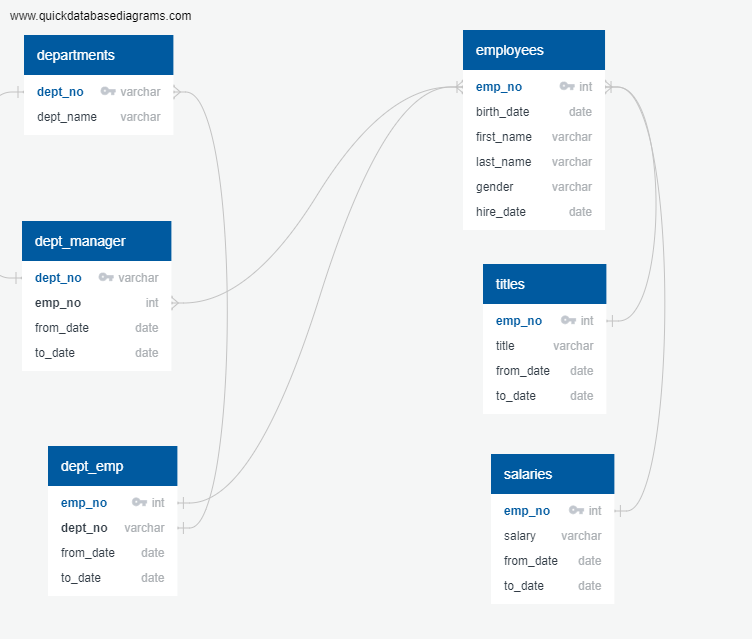 www.quickdatabasediagrams.com
departments
dept_no varchar
dept_name varchar
dept_manager
dept_no varchar
emp_no int
from_date date
to_date date
dept_emp
emp_no int
dept_no varchar
from_date date
to_date date
employees
emp_no int
birth_date date
first_name varchar
last_name varchar
gender varchar
hire_date date
titles
emp_no int
title varchar
from_date date
to_date date
salaries
emp_no int
salary varchar
from_date date
to_date date